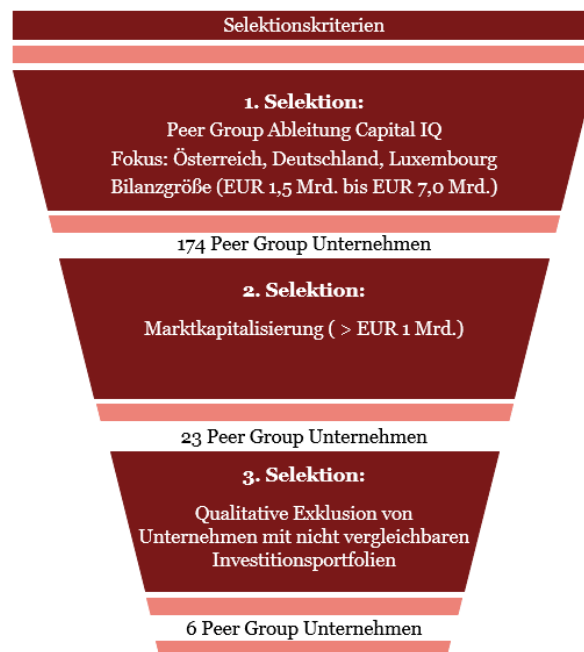 Selektionskriterien
1. Selektion:
Peer Group Ableitung Capital IQ
Fokus: Österreich, Deutschland, Luxembourg
Bilanzgröße (EUR 1,5 Mrd. bis EUR 7,0 Mrd.)
174 Peer Group Unternehmen
2. Selektion:
Marktkapitalisierung ( > EUR 1 Mrd.)
23 Peer Group Unternehmen
3. Selektion:
Qualitative Exklusion von
Unternehmen mit nicht vergleichbaren
Investitionsportfolien
6 Peer Group Unternehmen